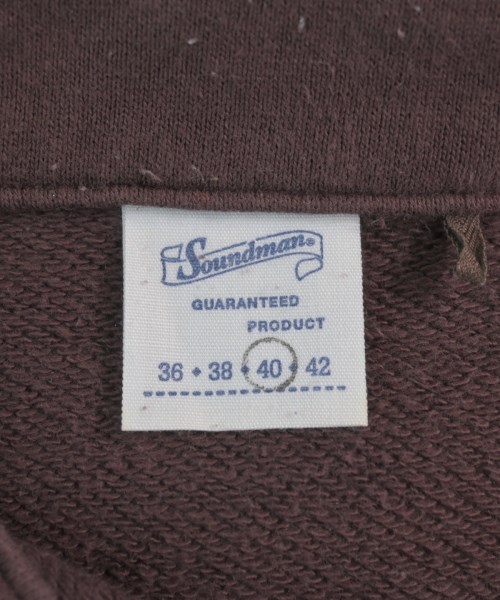 Soundman®
GUARANTEED
PRODUCT
36 • 38 • 40 • 42